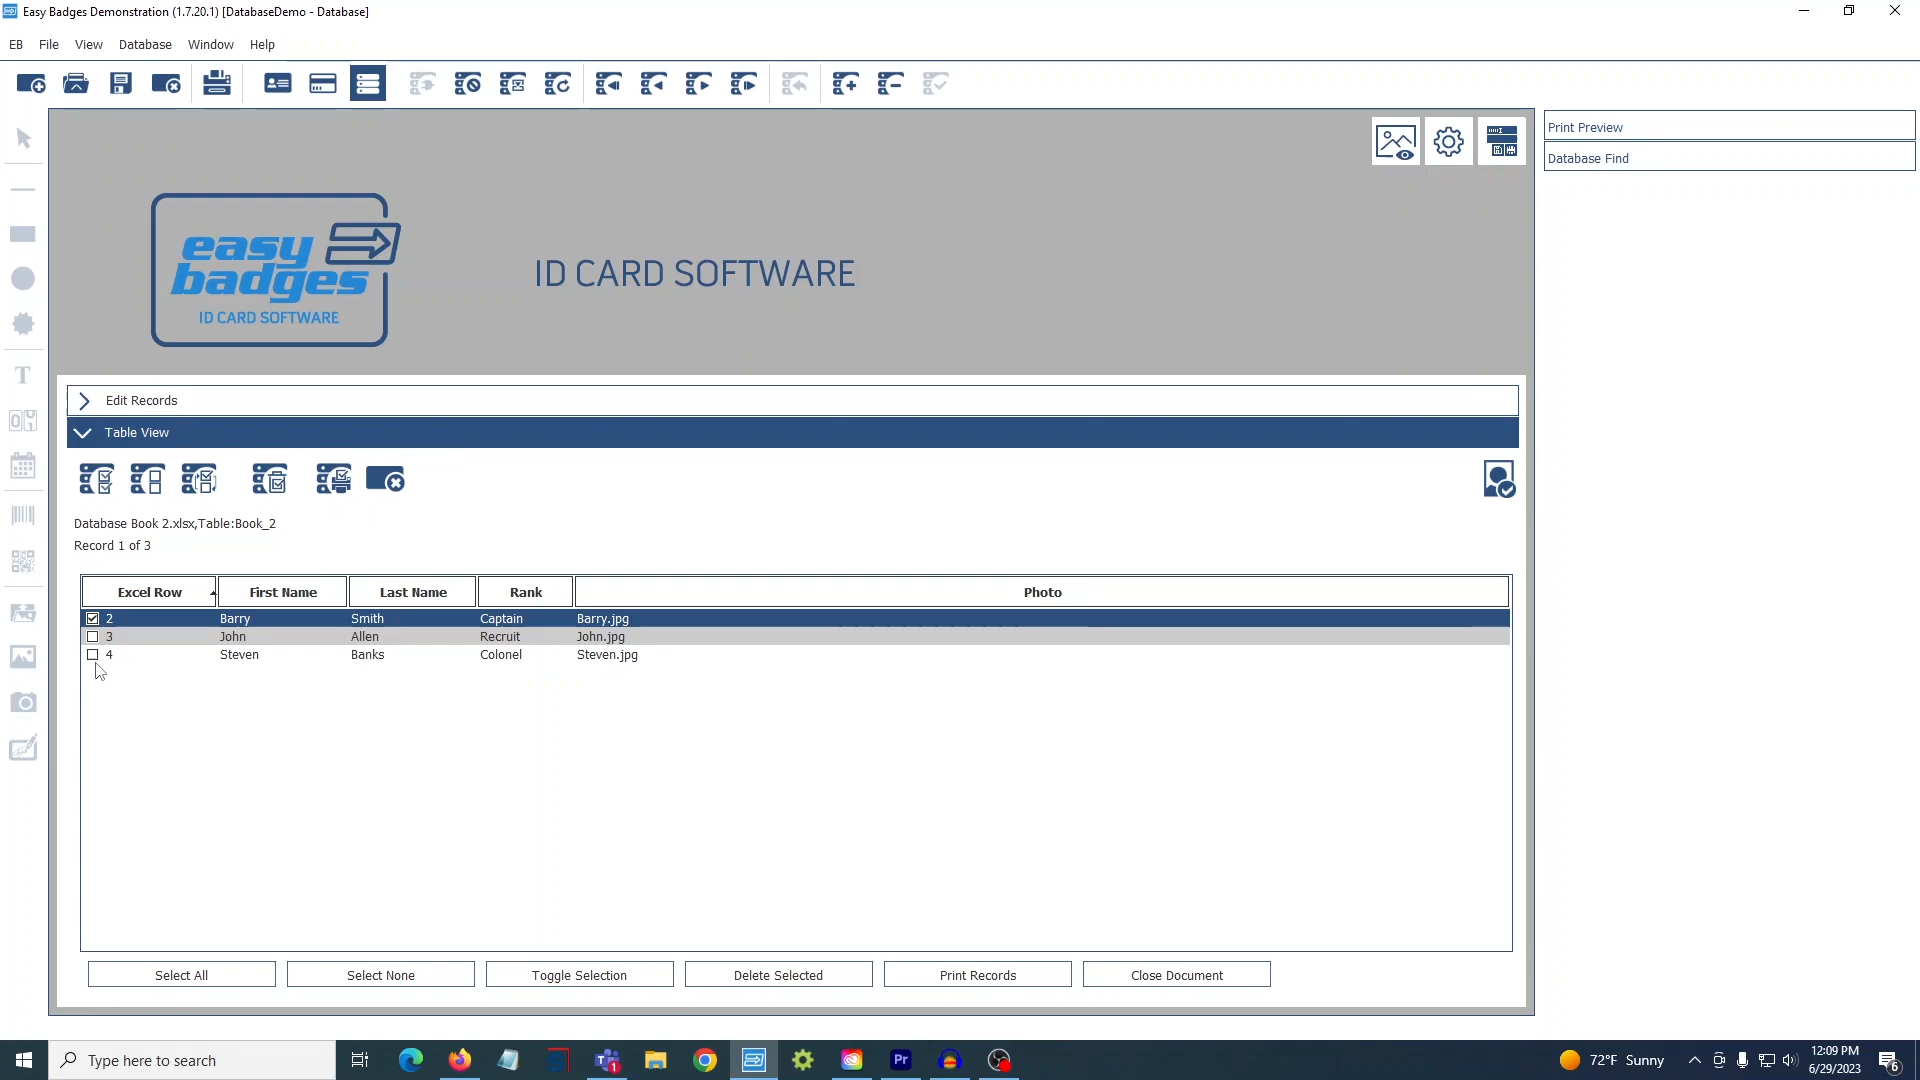 Easy Badges Demonstration (1.7.20.1) [DatabaseDemo - Database]
EB File View Database Window Help
Print Preview
Database Find
easy
badges
ID CARD SOFTWARE
ID CARD SOFTWARE
Edit Records
Table View
Database Book 2.xlsx,Table:Book_2
Record 1 of 3
Excel Row First Name Last Name Rank Photo
2 Barry Smith Captain Barry.jpg
3 John Allen Recruit John.jpg
4 Steven Banks Colonel Steven.jpg
Select All Select None Toggle Selection Delete Selected Print Records Close Document
Type here to search
72°F Sunny
12:09 PM
6/29/2023